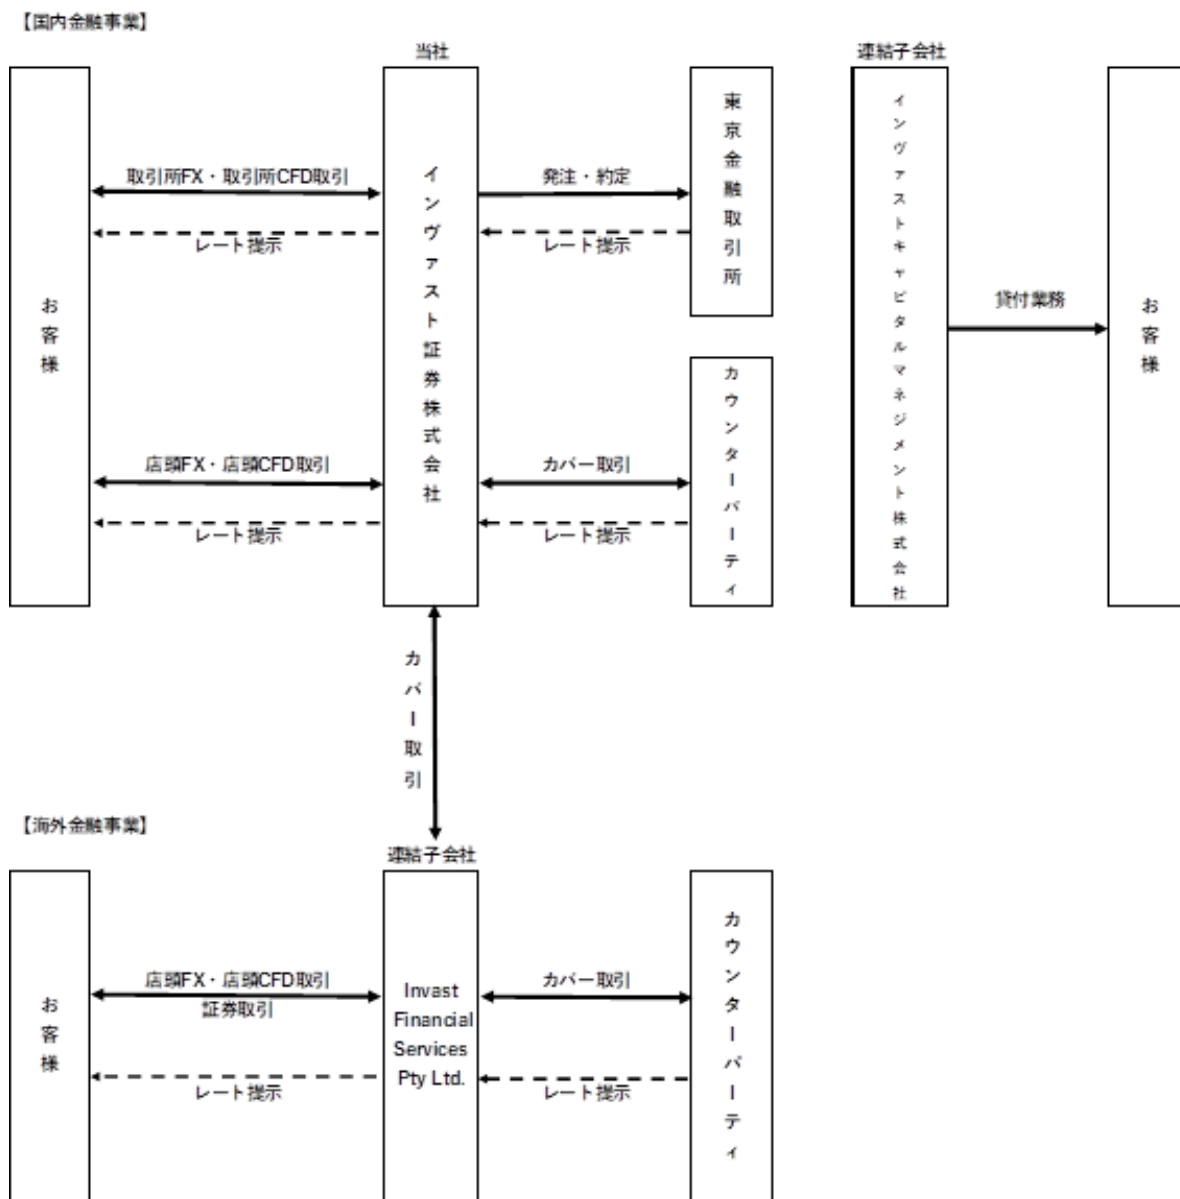 【国内金融事業】
当社
連結子会社
お客様
取引所FX・取引所CFD取引
レート提示
店頭FX・店頭CFD取引
レート提示
インヴァスト証券株式会社
発注・約定
レート提示
カバー取引
レート提示
東京金融取引所
カウンターパーティ
インヴァストキャピタルマネジメント株式会社
貸付業務
お客様
カバー取引
【海外金融事業】
連結子会社
お客様
店頭FX・店頭CFD取引
証券取引
レート提示
Invast
Financial
Services
Pty Ltd.
カバー取引
レート提示
カウンターパーティ